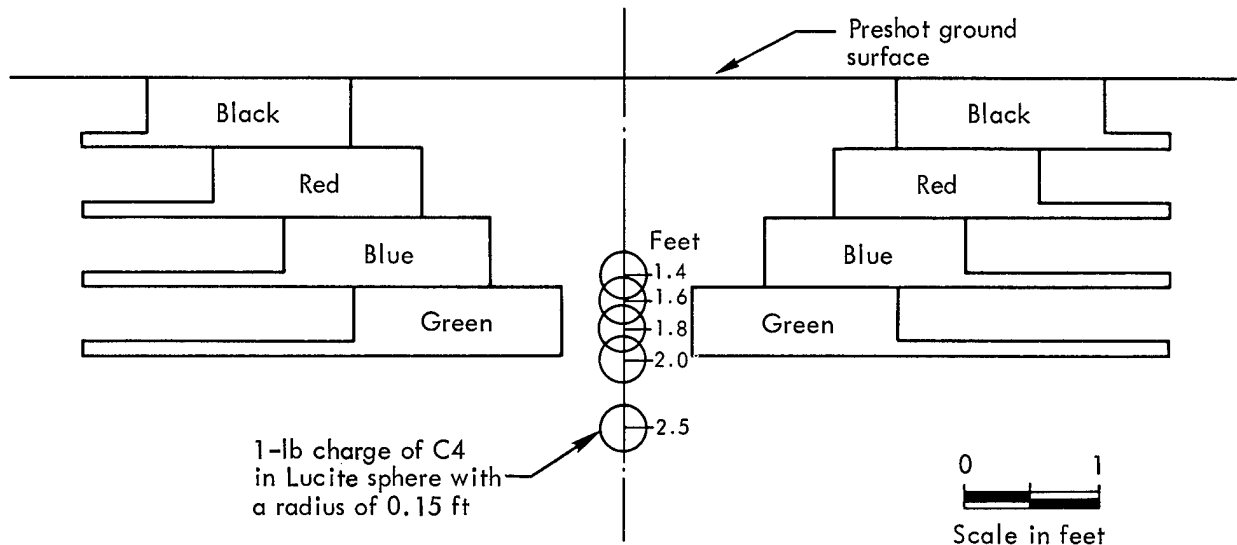 Preshot ground
surface
Black
Black
Red
Red
Blue
Feet
Blue
1.4
1.6
Green
1.8
Green
2.0
2.5
1-lb charge of C4
in Lucite sphere with
a radius of 0.15 ft
0 1
Scale in feet